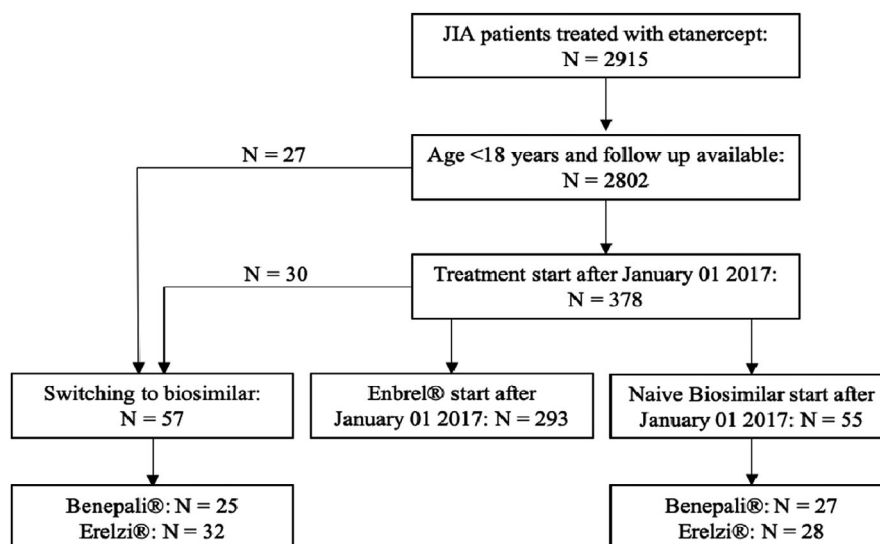 JIA patients treated with etanercept:
N = 2915
N = 27
Age <18 years and follow up available:
N = 2802
N = 30
Treatment start after January 01 2017:
N = 378
Switching to biosimilar:
N = 57
Enbrel® start after
January 01 2017: N = 293
Naive Biosimilar start after
January 01 2017: N = 55
Benepali®: N = 25
Erelzi®: N = 32
Benepali®: N = 27
Erelzi®: N = 28